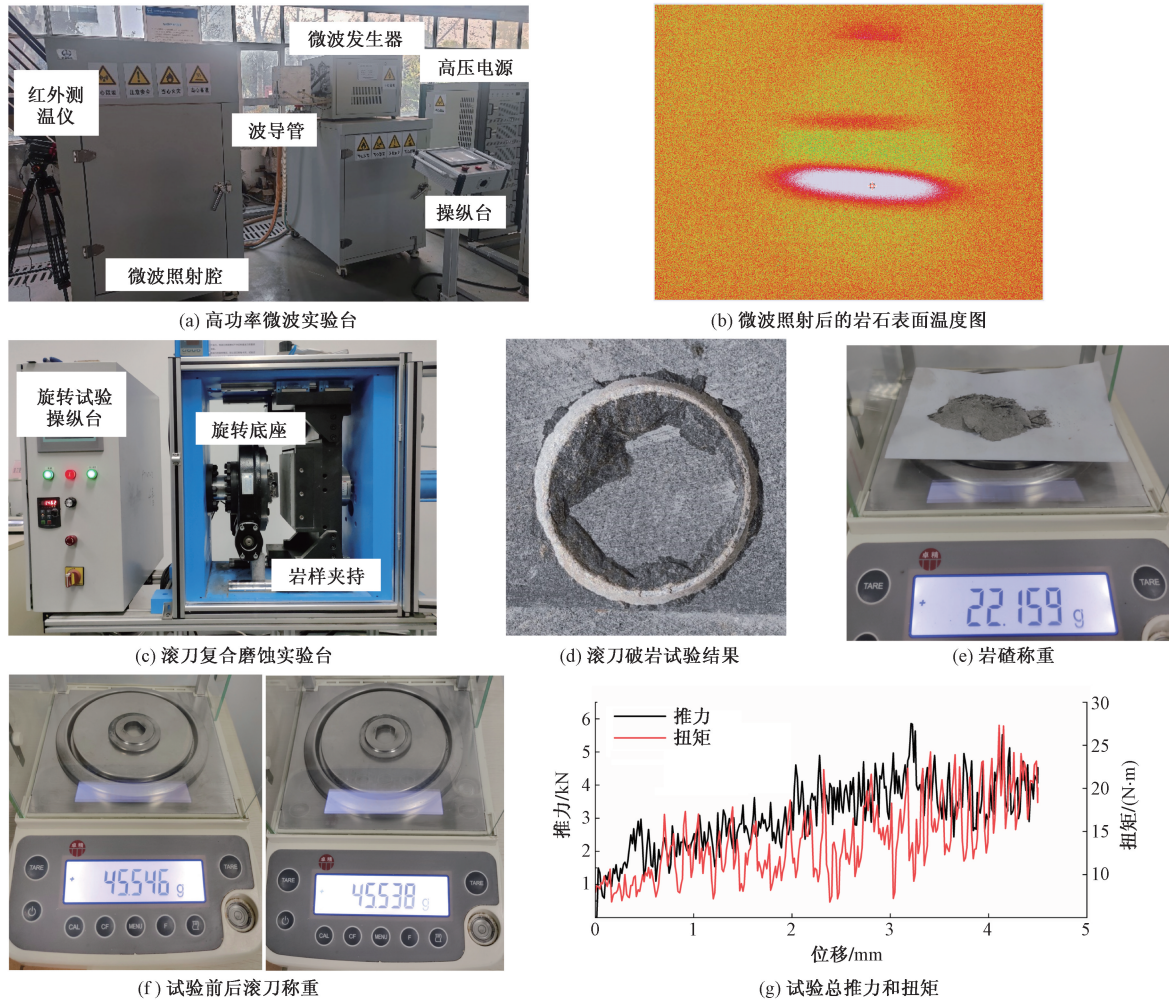 微波发生器
高压电源
红外测
温仪
波导管
操纵台
微波照射腔
(a) 高功率微波实验台
(b) 微波照射后的岩石表面温度图
旋转试验
操纵台
旋转底座
岩样夹持
(c) 滚刀复合磨蚀实验台
(d) 滚刀破岩试验结果
TARE
TARE
22.159 g
(e) 岩碴称重
TARE
TARE
45.546 g
CAL
CF
MENU
F
TARE
TARE
45.538 g
CAL
CF
MENU
F
(f) 试验前后滚刀称重
推力
扭矩
推力/kN
6
5
4
3
2
1
扭矩/(N·m)
30
25
20
15
10
0
1
2
3
4
5
位移/mm
(g) 试验总推力和扭矩